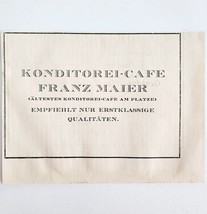 KONDITOREI-CAFE
FRANZ MAIER
(ÄLTESTES KONDITOREI-CAFE AM PLATZE)
EMPFIEHLT NUR ERSTKLASSIGE
QUALITÄTEN.